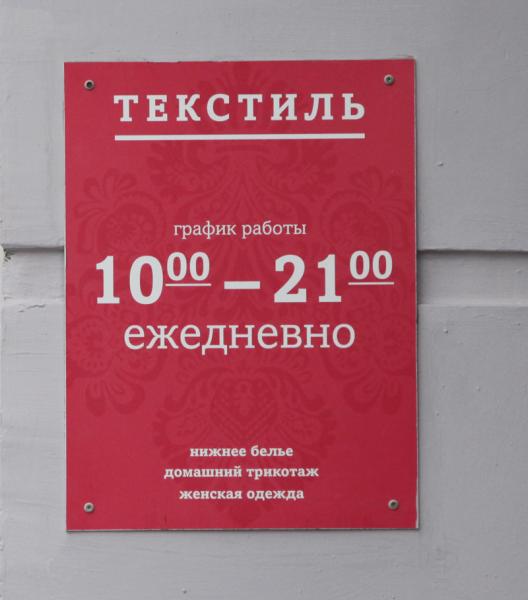 ТЕКСТИЛЬ
график работы
10⁰⁰ – 21⁰⁰
ежедневно
нижнее белье
домашний трикотаж
женская одежда